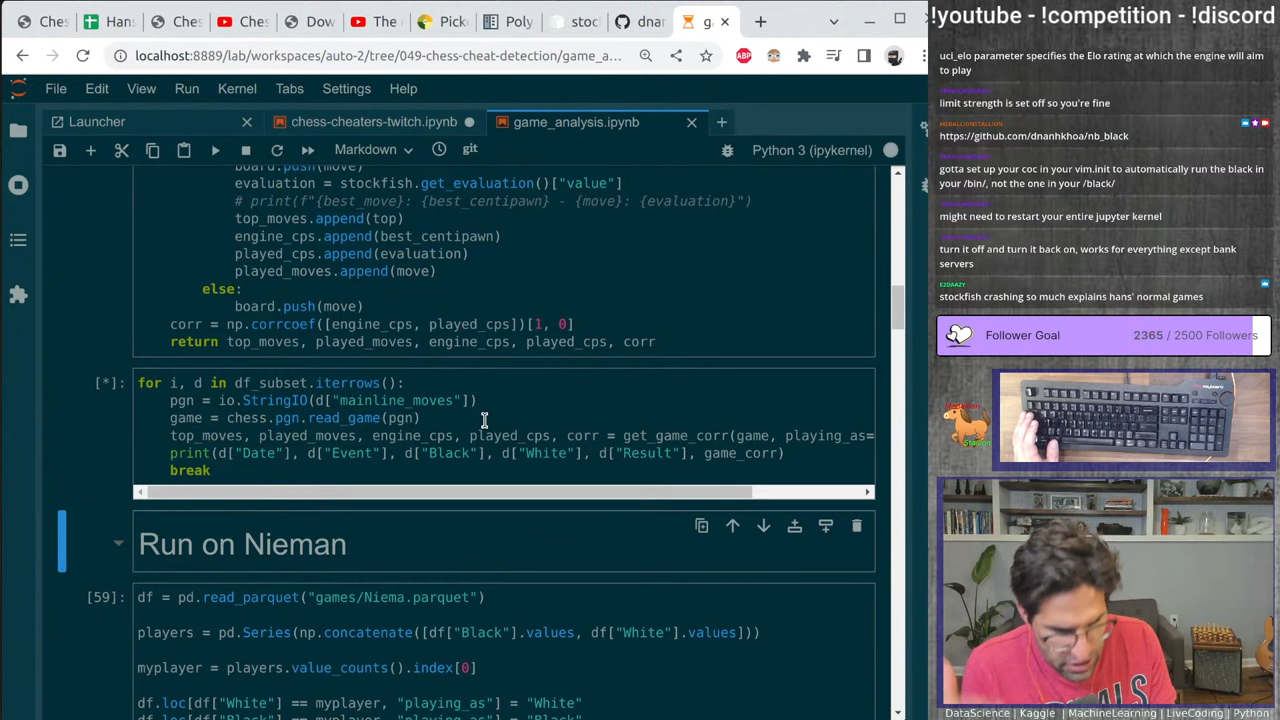 Ches
Hans
Ches
Dow
The l
Picke
Poly
stoc
dnar
g
localhost:8889/lab/workspaces/auto-2/tree/049-chess-cheat-detection/game_a...
ABP
File Edit View Run Kernel Tabs Settings Help
Launcher
chess-cheaters-twitch.ipynb
game_analysis.ipynb
Markdown
git
Python 3 (ipykernel)
board.push(move)
evaluation = stockfish.get_evaluation()["value"]
# print(f"{best_move}: {best_centipawn} - {move}: {evaluation}")
top_moves.append(top)
engine_cps.append(best_centipawn)
played_cps.append(evaluation)
played_moves.append(move)
else:
board.push(move)
corr = np.corrcoef([engine_cps, played_cps])[1, 0]
return top_moves, played_moves, engine_cps, played_cps, corr
[*]:
for i, d in df_subset.iterrows():
pgn = io.StringIO(d["mainline_moves"])
game = chess.pgn.read_game(pgn)
top_moves, played_moves, engine_cps, played_cps, corr = get_game_corr(game, playing_as=
print(d["Date"], d["Event"], d["Black"], d["White"], d["Result"], game_corr)
break
Run on Nieman
[59]:
df = pd.read_parquet("games/Niema.parquet")
players = pd.Series(np.concatenate([df["Black"].values, df["White"].values]))
myplayer = players.value_counts().index[0]
df.loc[df["White"] == myplayer, "playing_as"] = "White"
!youtube - !competition - !discord
uci_elo parameter specifies the Elo rating at which the engine will aim
to play
limit strength is set off so you're fine
MEDALLIONSTALLION
https://github.com/dnanhkhoa/nb_black
gotta set up your coc in your vim.init to automatically run the black in
your /bin/, not the one in your /black/
might need to restart your entire jupyter kernel
turn it off and turn it back on, works for everything except bank
servers
EZDAAZY
stockfish crashing so much explains hans' normal games
Follower Goal
2365 / 2500 Followers
Medallion
Stallion
DataScience | Kaggle | MachineLearning | LiveCoding | Python